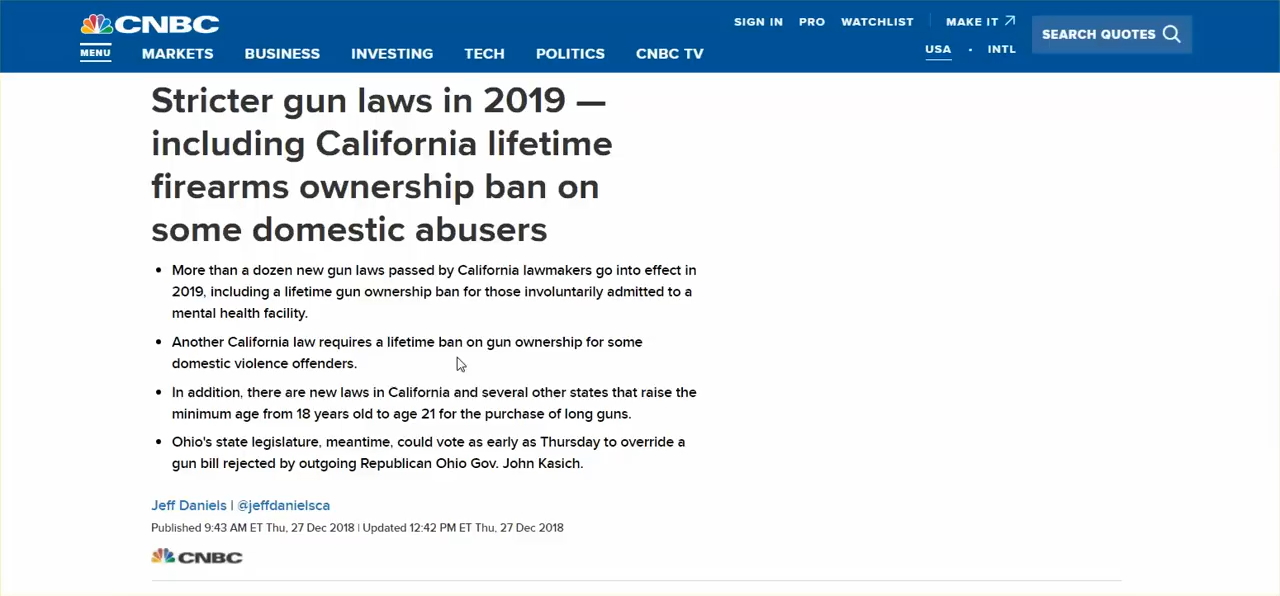 CNBC
SIGN IN PRO WATCHLIST MAKE IT
SEARCH QUOTES
USA · INTL
MENU MARKETS BUSINESS INVESTING TECH POLITICS CNBC TV
Stricter gun laws in 2019 —
including California lifetime
firearms ownership ban on
some domestic abusers
• More than a dozen new gun laws passed by California lawmakers go into effect in
2019, including a lifetime gun ownership ban for those involuntarily admitted to a
mental health facility.
• Another California law requires a lifetime ban on gun ownership for some
domestic violence offenders.
• In addition, there are new laws in California and several other states that raise the
minimum age from 18 years old to age 21 for the purchase of long guns.
• Ohio's state legislature, meantime, could vote as early as Thursday to override a
gun bill rejected by outgoing Republican Ohio Gov. John Kasich.
Jeff Daniels | @jeffdanielsca
Published 9:43 AM ET Thu, 27 Dec 2018 | Updated 12:42 PM ET Thu, 27 Dec 2018
CNBC